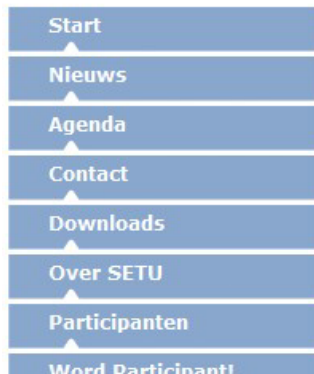 Start
Nieuws
Agenda
Contact
Downloads
Over SETU
Participanten
Word Participant!